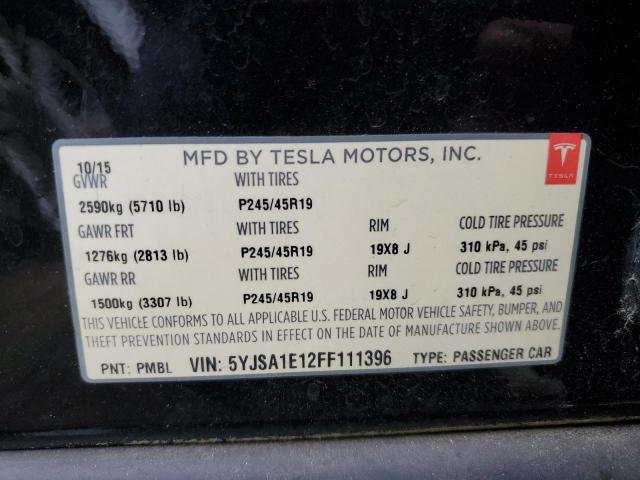 MFD BY TESLA MOTORS, INC.
TESLA
10/15
GVWR WITH TIRES
2590kg (5710 lb) P245/45R19
GAWR FRT WITH TIRES RIM COLD TIRE PRESSURE
1276kg (2813 lb) P245/45R19 19X8 J 310 kPa, 45 psi
GAWR RR WITH TIRES RIM COLD TIRE PRESSURE
1500kg (3307 lb) P245/45R19 19X8 J 310 kPa, 45 psi
THIS VEHICLE CONFORMS TO ALL APPLICABLE U.S. FEDERAL MOTOR VEHICLE SAFETY, BUMPER, AND
THEFT PREVENTION STANDARDS IN EFFECT ON THE DATE OF MANUFACTURE SHOWN ABOVE.
PNT: PMBL VIN: 5YJSA1E12FF111396 TYPE: PASSENGER CAR